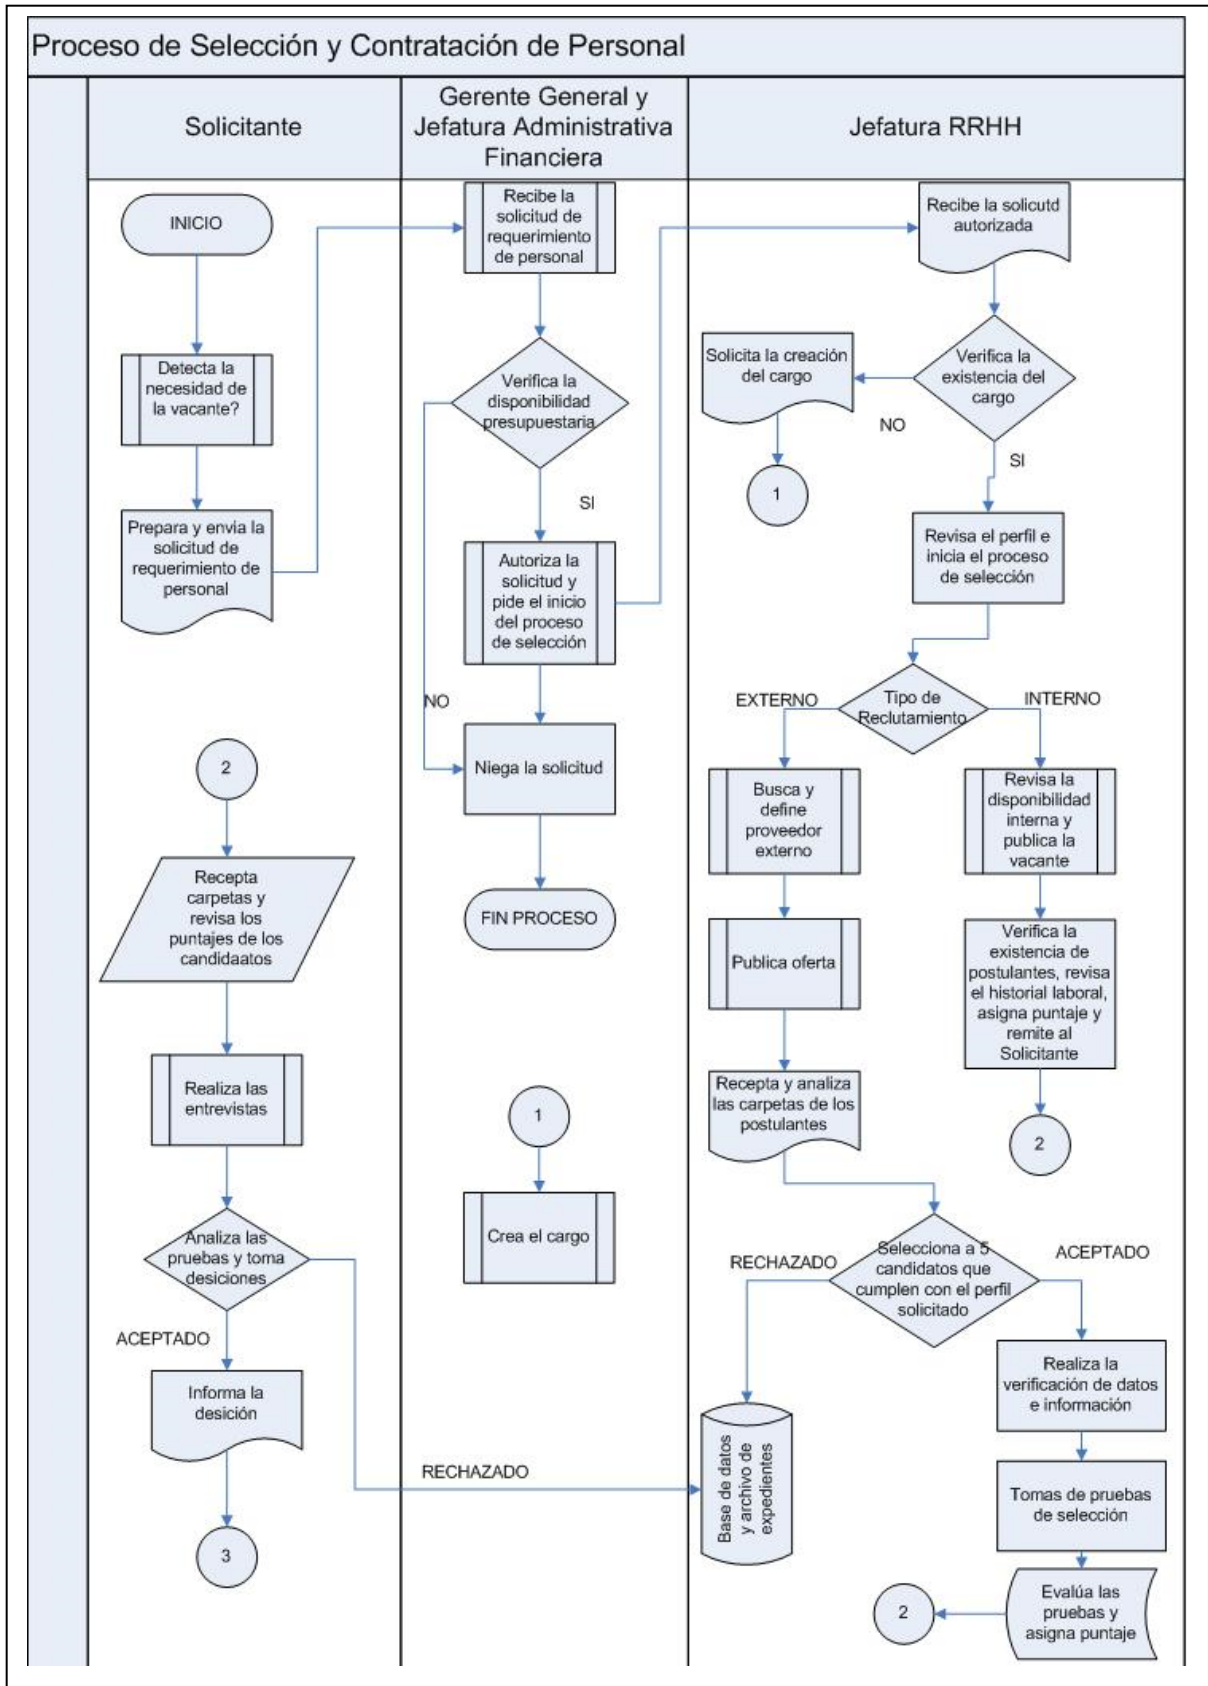 Proceso de Selección y Contratación de Personal
Solicitante
Gerente General y
Jefatura Administrativa
Financiera
Jefatura RRHH
INICIO
Detecta la
necesidad de
la vacante?
Prepara y envia la
solicitud de
requerimiento de
personal
2
Recepta
carpetas y
revisa los
puntajes de los
candidaatos
Realiza las
entrevistas
Analiza las
pruebas y toma
desiciones
ACEPTADO
Informa la
desición
3
Recibe la
solicitud de
requerimiento
de personal
Verifica la
disponibilidad
presupuestaria
SI
Autoriza la
solicitud y
pide el inicio
del proceso
de selección
NO
Niega la solicitud
FIN PROCESO
1
Crea el cargo
RECHAZADO
Recibe la solicutd
autorizada
Verifica la
existencia del
cargo
Solicita la creación
del cargo
NO
1
SI
Revisa el perfil e
inicia el proceso
de selección
Tipo de
Reclutamiento
EXTERNO
INTERNO
Busca y
define
proveedor
externo
Revisa la
disponibilidad
interna y
publica la
vacante
Publica oferta
Verifica la
existencia de
postulantes, revisa
el historial laboral,
asigna puntaje y
remite al
Solicitante
Recepta y analiza
las carpetas de los
postulantes
2
Selecciona a 5
candidatos que
cumplen con el perfil
solicitado
RECHAZADO
ACEPTADO
Base de datos
y archivo de
expedientes
Realiza la
verificación de datos
e información
Tomas de pruebas
de selección
Evalúa las
pruebas y
asigna puntaje
2